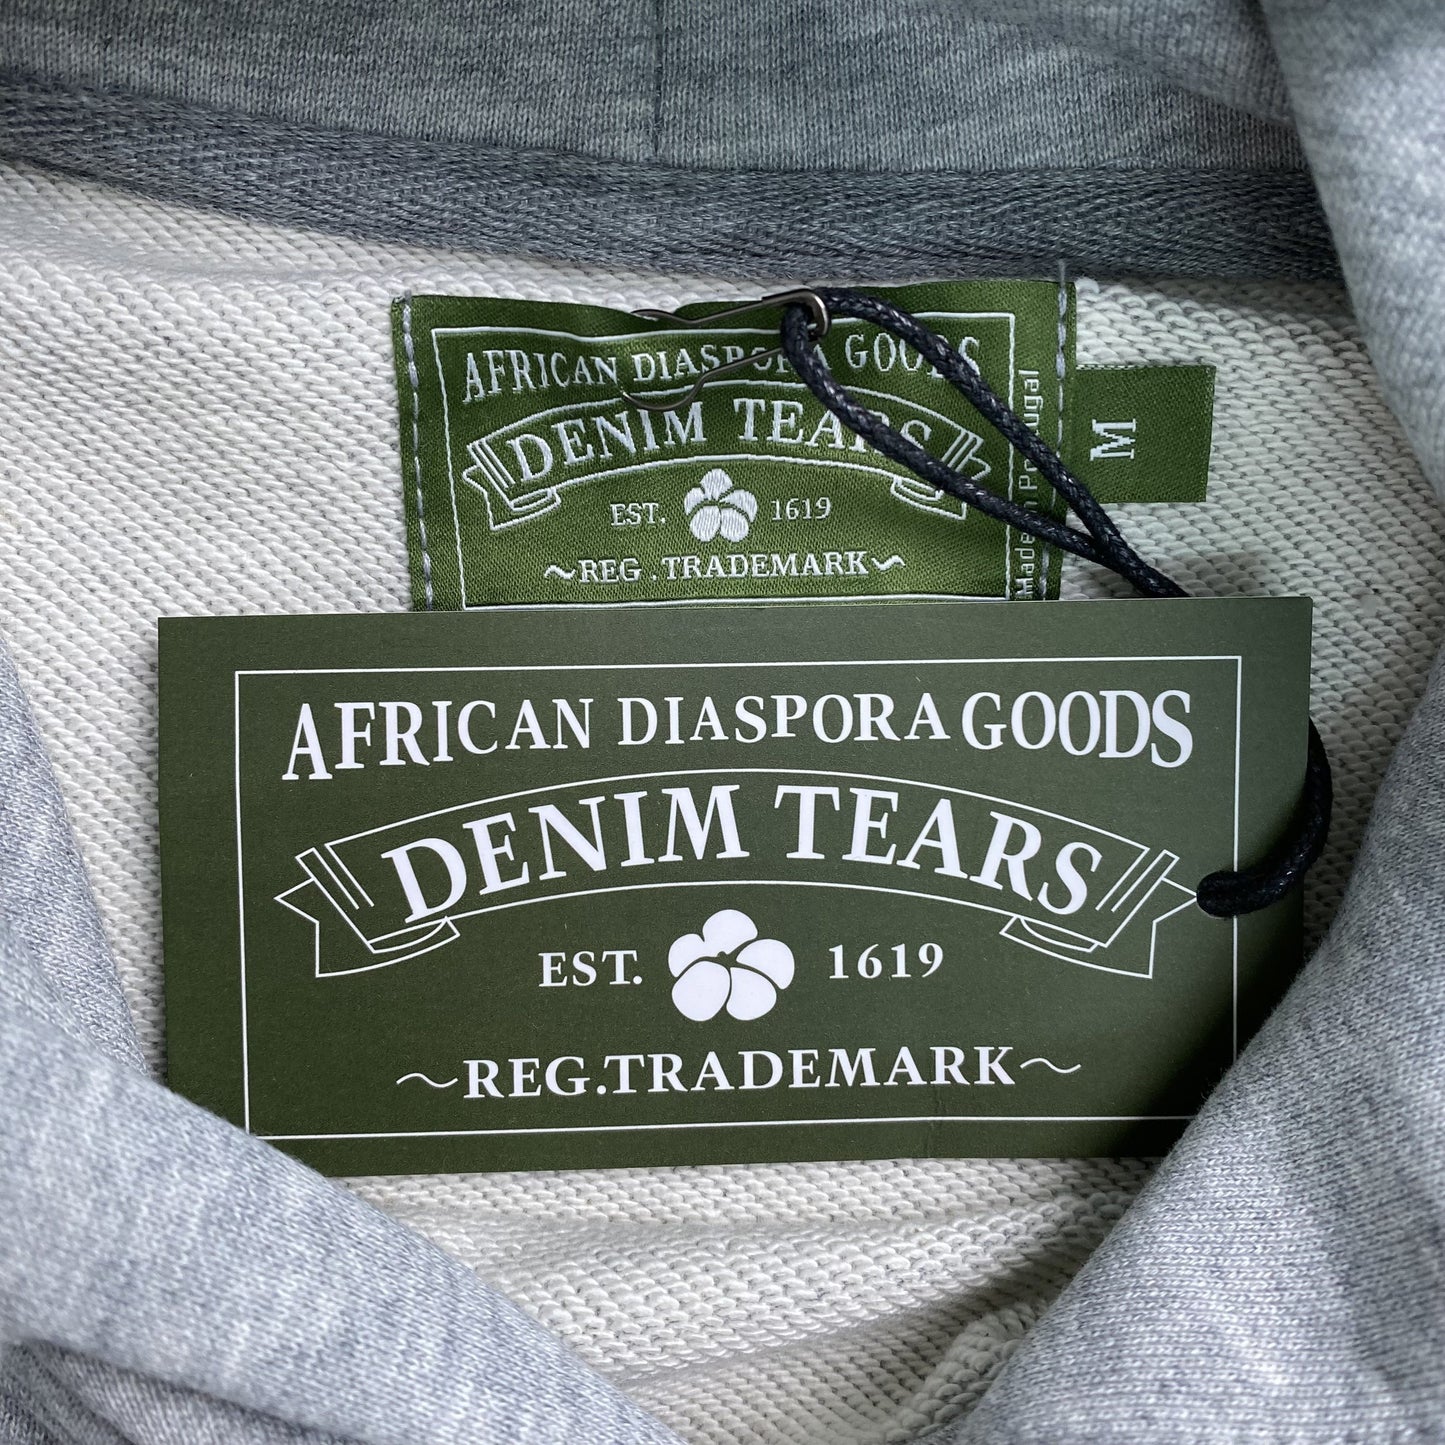 AFRICAN DIASPORA GOODS
DENIM TEARS
EST. 1619
~REG. TRADEMARK~
Made in Portugal
M
AFRICAN DIASPORA GOODS
DENIM TEARS
EST. 1619
~REG.TRADEMARK~